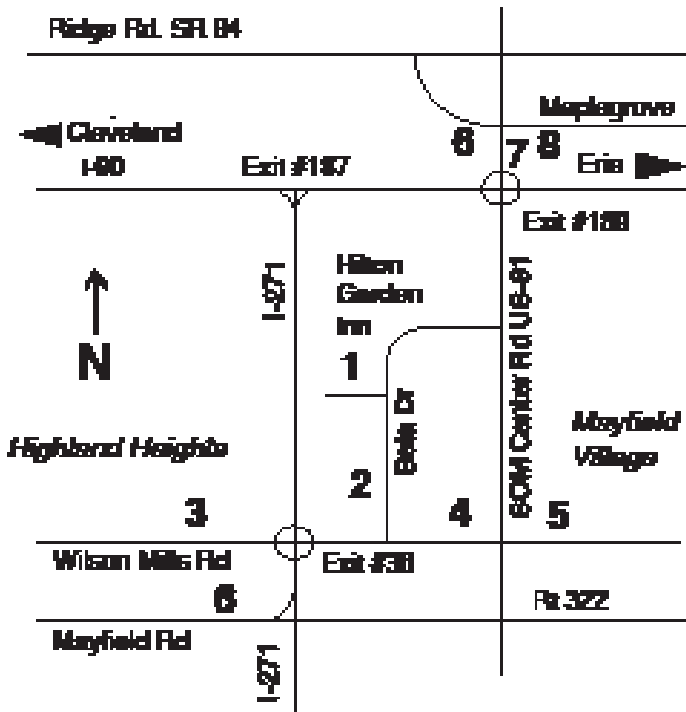 Ridge Rd. SR 84
Maplegrove
Cleveland
I-90
6
7
8
Erie
Exit #187
Exit #189
I-271
Hilton
Garden
Inn
1
N
SOM Center Rd US-91
Beta Dr
Highland Heights
Mayfield
Village
2
3
4
5
Wilson Mills Rd
Exit #36
6
Rt 322
Mayfield Rd
I-271